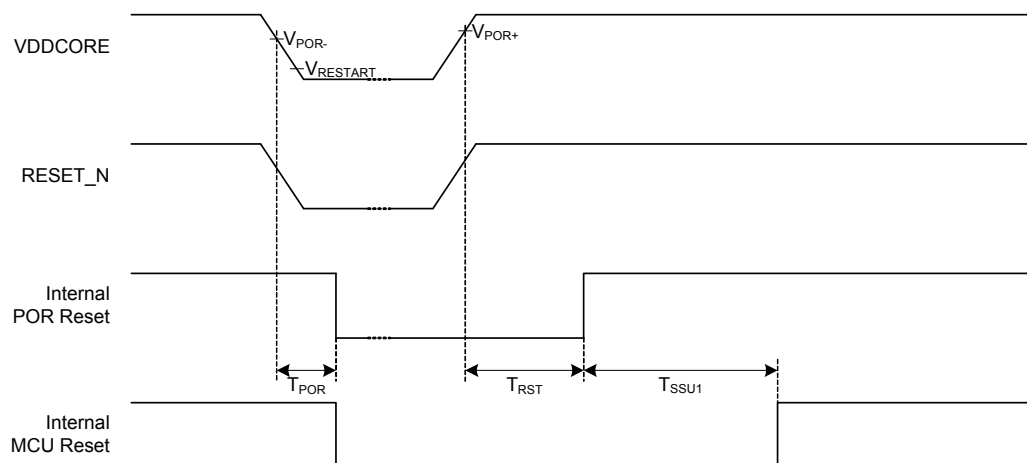 VDDCORE
VPOR-
VRESTART
VPOR+
RESET_N
Internal
POR Reset
TPOR
TRST
TSSU1
Internal
MCU Reset